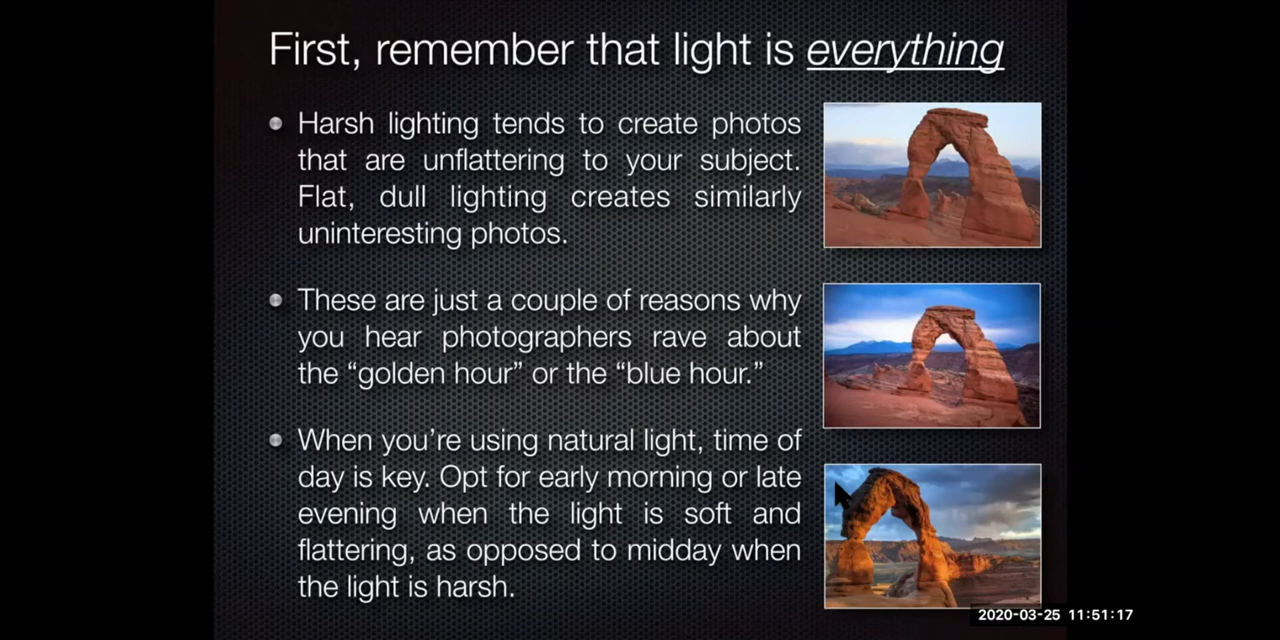 First, remember that light is everything
Harsh lighting tends to create photos
that are unflattering to your subject.
Flat, dull lighting creates similarly
uninteresting photos.
These are just a couple of reasons why
you hear photographers rave about
the “golden hour” or the “blue hour.”
When you’re using natural light, time of
day is key. Opt for early morning or late
evening when the light is soft and
flattering, as opposed to midday when
the light is harsh.
2020-03-25 11:51:17